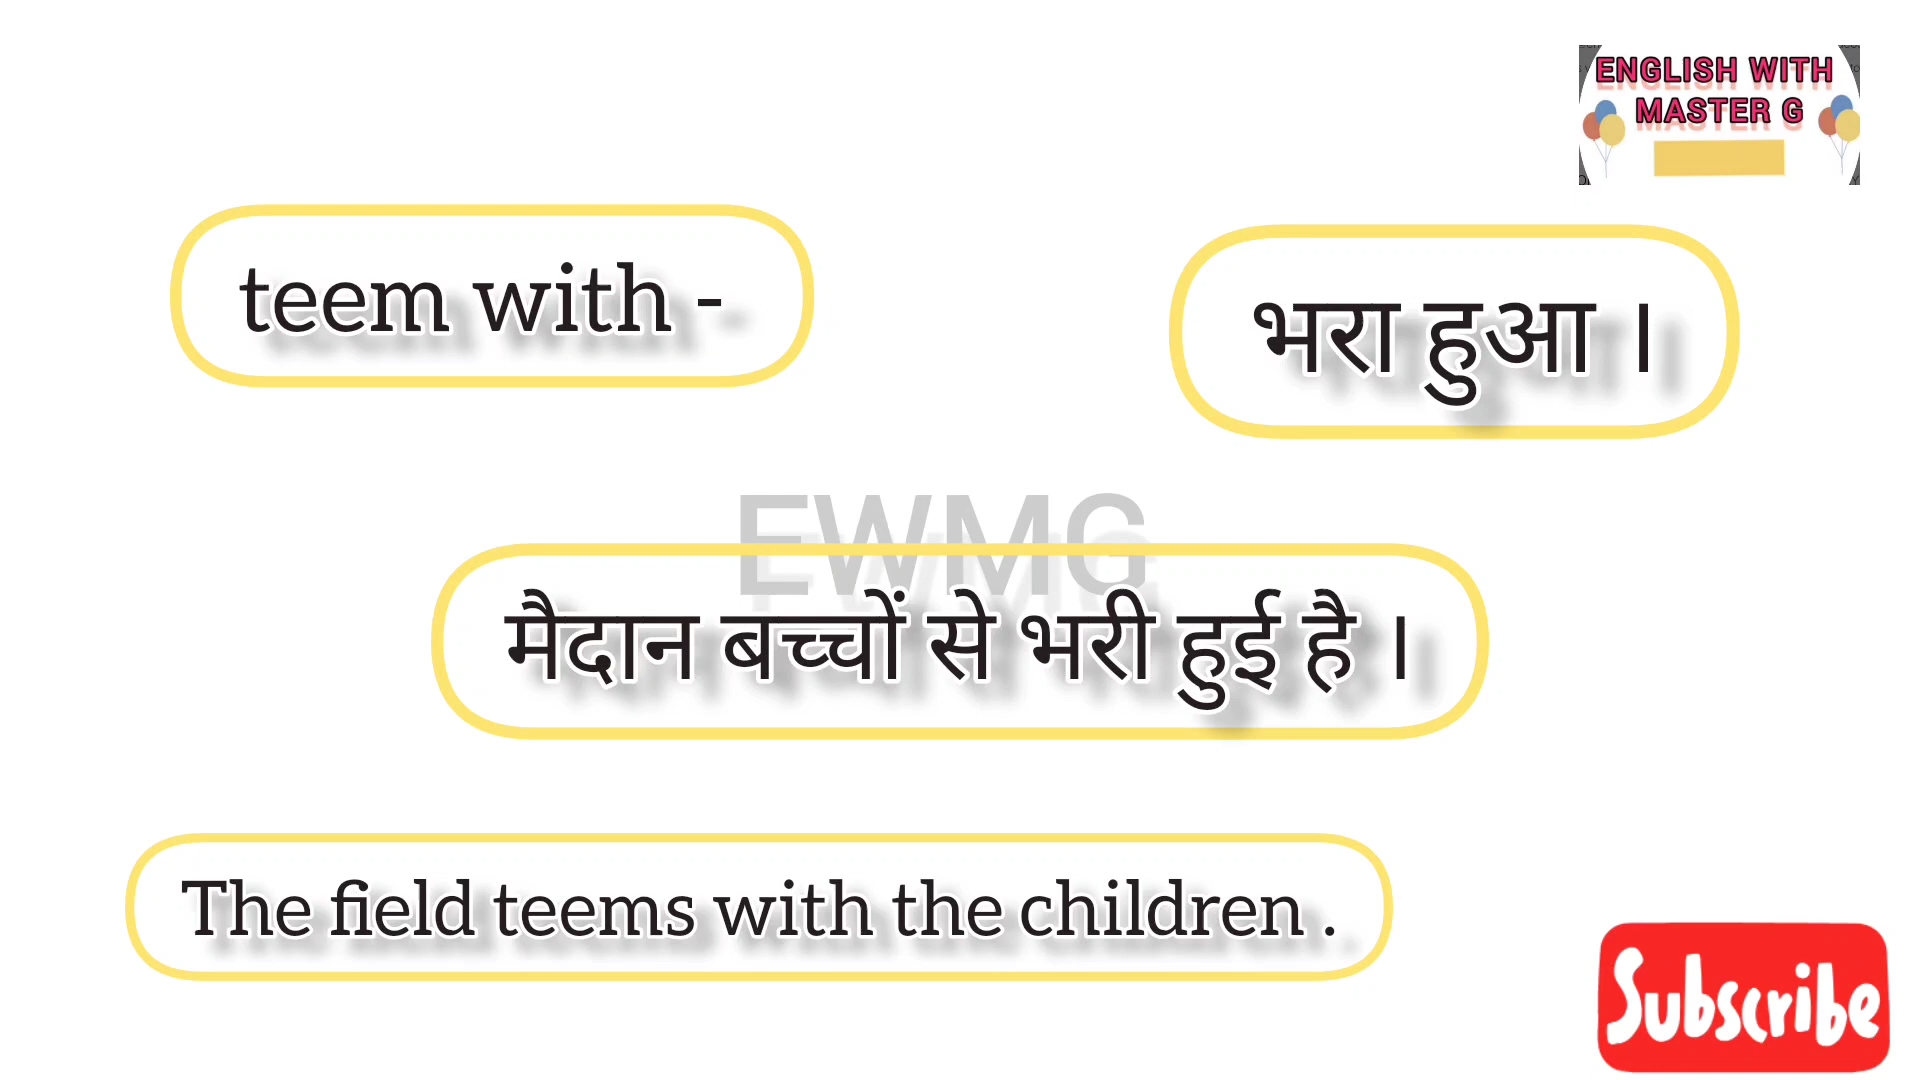 ENGLISH WITH
MASTER G
teem with -
भरा हुआ ।
EWMG
मैदान बच्चों से भरी हुई है ।
The field teems with the children .
Subscribe